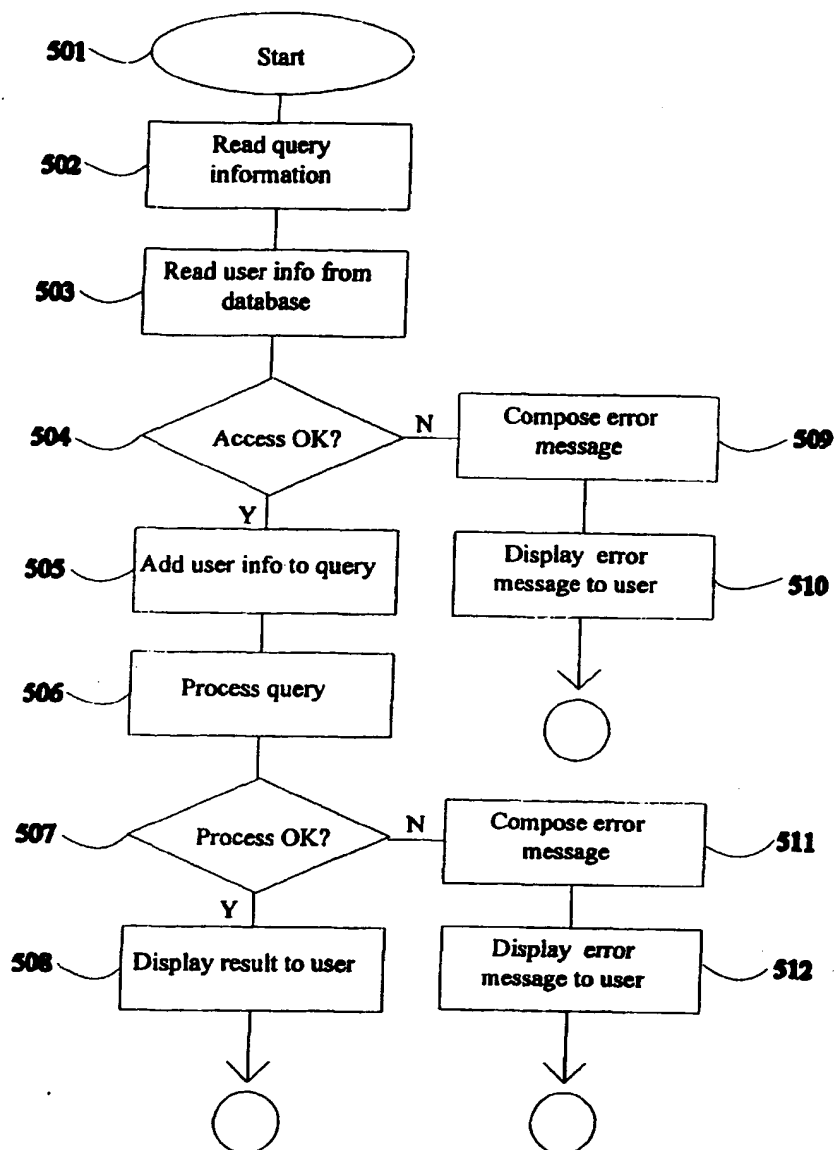 501
Start
502
Read query
information
503
Read user info from
database
504
Access OK?
N
Compose error
message
509
Y
505
Add user info to query
Display error
message to user
510
506
Process query
507
Process OK?
N
Compose error
message
511
Y
508
Display result to user
Display error
message to user
512